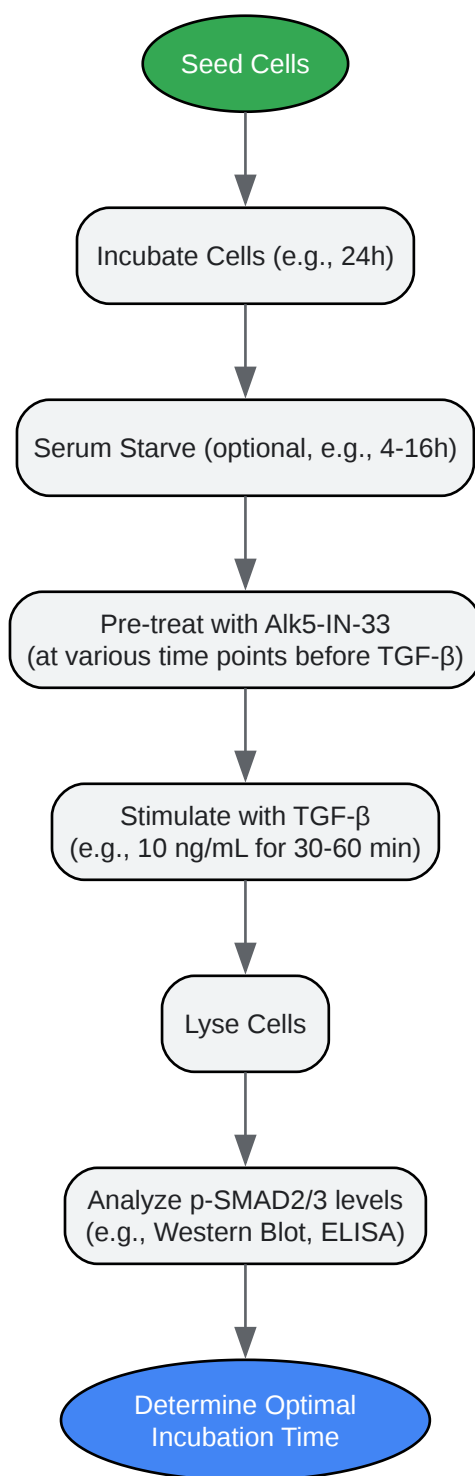 Seed Cells
Incubate Cells (e.g., 24h)
Serum Starve (optional, e.g., 4-16h)
Pre-treat with Alk5-IN-33
(at various time points before TGF-β)
Stimulate with TGF-β
(e.g., 10 ng/mL for 30-60 min)
Lyse Cells
Analyze p-SMAD2/3 levels
(e.g., Western Blot, ELISA)
Determine Optimal
Incubation Time